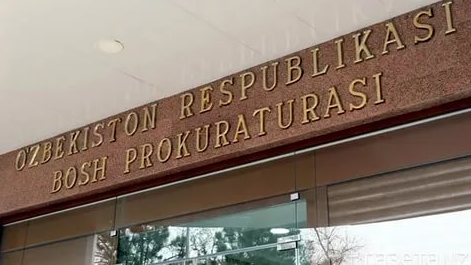 O'ZBEKISTON RESPUBLIKASI
BOSH PROKURATURASI